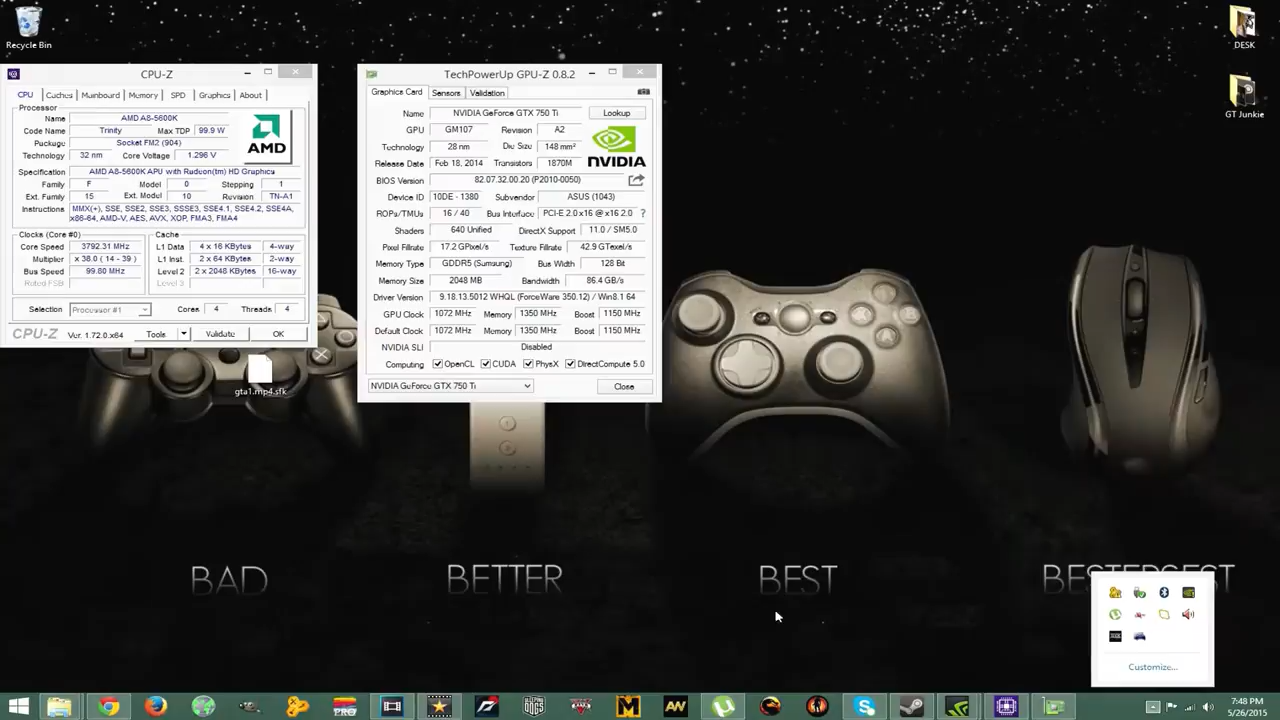 Recycle Bin
DESK
GT Junkie
CPU-Z
CPU Caches Mainboard Memory SPD Graphics About
Processor
Name AMD A8-5600K
Code Name Trinity Max TDP 99.9 W
Package Socket FM2 (904)
Technology 32 nm Core Voltage 1.296 V
AMD
Specification AMD A8-5600K APU with Radeon(tm) HD Graphics
Family F Model 0 Stepping 1
Ext. Family 15 Ext. Model 10 Revision TN-A1
Instructions MMX(+), SSE, SSE2, SSE3, SSSE3, SSE4.1, SSE4.2, SSE4A,
x86-64, AMD-V, AES, AVX, XOP, FMA3, FMA4
Clocks (Core #0)
Core Speed 3792.31 MHz
Multiplier x 38.0 ( 14 - 39 )
Bus Speed 99.80 MHz
Rated FSB
Cache
L1 Data 4 x 16 KBytes 4-way
L1 Inst. 2 x 64 KBytes 2-way
Level 2 2 x 2048 KBytes 16-way
Level 3
Selection Processor #1 Cores 4 Threads 4
CPU-Z Ver. 1.72.0.x64 Tools Validate OK
gta1.mp4.sfk
TechPowerUp GPU-Z 0.8.2
Graphics Card Sensors Validation
Name NVIDIA GeForce GTX 750 Ti Lookup
GPU GM107 Revision A2
Technology 28 nm Die Size 148 mm²
Release Date Feb 18, 2014 Transistors 1870M
NVIDIA
BIOS Version 82.07.32.00.20 (P2010-0050)
Device ID 10DE - 1380 Subvendor ASUS (1043)
ROPs/TMUs 16 / 40 Bus Interface PCI-E 2.0 x16 @ x16 2.0 ?
Shaders 640 Unified DirectX Support 11.0 / SM5.0
Pixel Fillrate 17.2 GPixel/s Texture Fillrate 42.9 GTexel/s
Memory Type GDDR5 (Samsung) Bus Width 128 Bit
Memory Size 2048 MB Bandwidth 86.4 GB/s
Driver Version 9.18.13.5012 WHQL (ForceWare 350.12) / Win8.1 64
GPU Clock 1072 MHz Memory 1350 MHz Boost 1150 MHz
Default Clock 1072 MHz Memory 1350 MHz Boost 1150 MHz
NVIDIA SLI Disabled
Computing OpenCL CUDA PhysX DirectCompute 5.0
NVIDIA GeForce GTX 750 Ti Close
BAD BETTER BEST
Customize...
PRO
AW
7:48 PM
5/26/2015